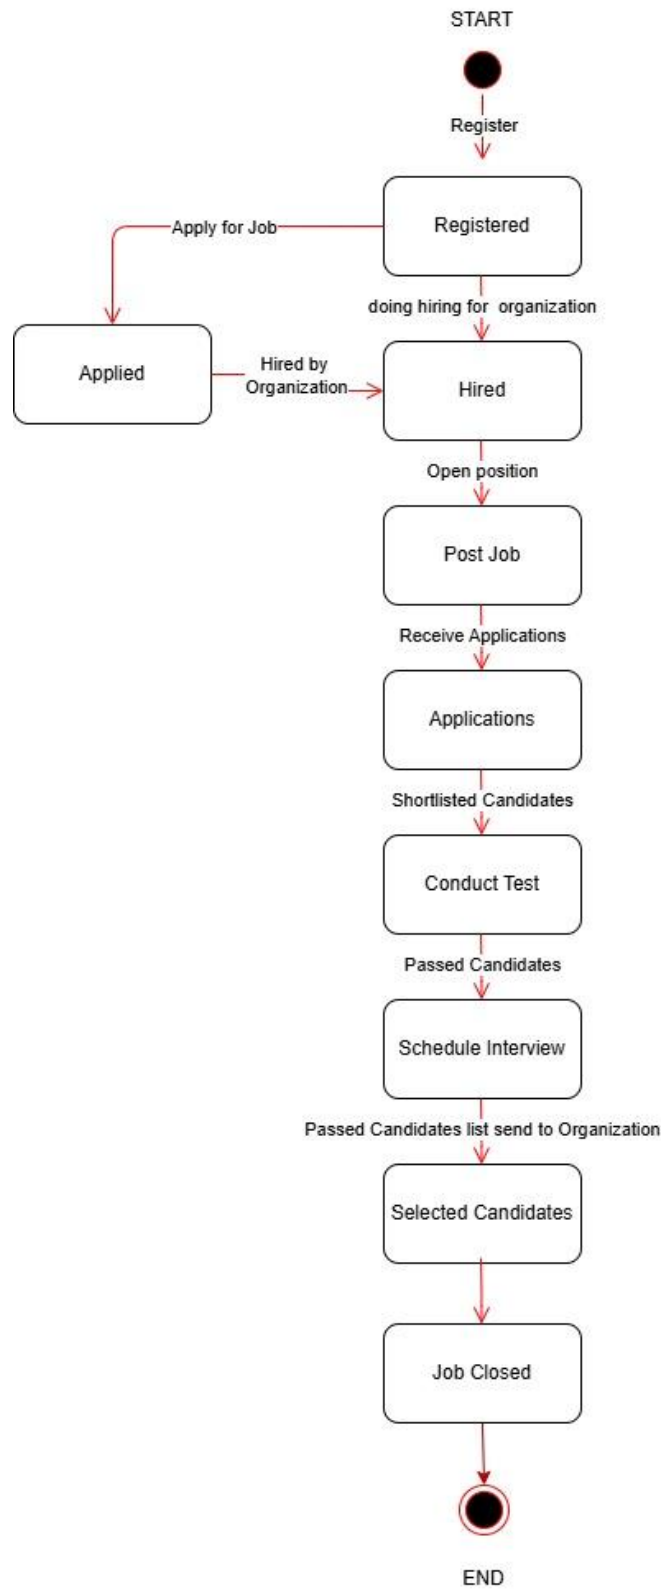 START
Register
Registered
Apply for Job
doing hiring for  organization
Applied
Hired by
Organization
Hired
Open position
Post Job
Receive Applications
Applications
Shortlisted Candidates
Conduct Test
Passed Candidates
Schedule Interview
Passed Candidates list send to Organization
Selected Candidates
Job Closed
END